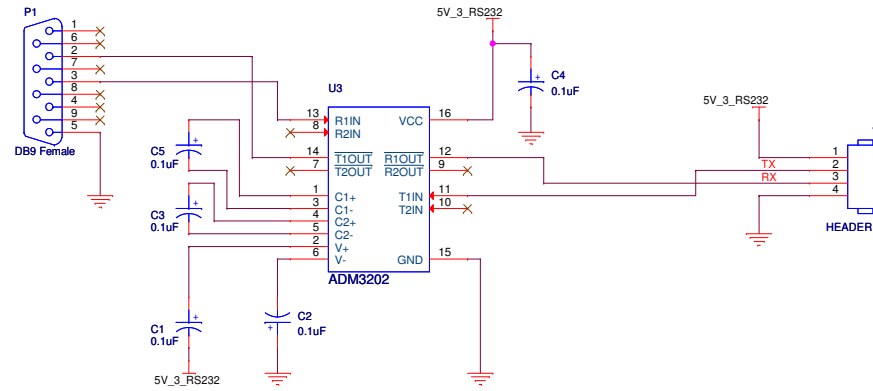 P1
1
6
2
7
3
8
4
9
5
DB9 Female
5V_3_RS232
C4
0.1uF
U3
13
R1IN
8
R2IN
14
T1OUT
7
T2OUT
1
C1+
3
C1-
4
C2+
5
C2-
2
V+
6
V-
VCC
16
R1OUT
12
R2OUT
9
T1IN
11
T2IN
10
GND
15
ADM3202
C5
0.1uF
C3
0.1uF
C1
0.1uF
5V_3_RS232
C2
0.1uF
5V_3_RS232
1
TX
2
RX
3
4
HEADER